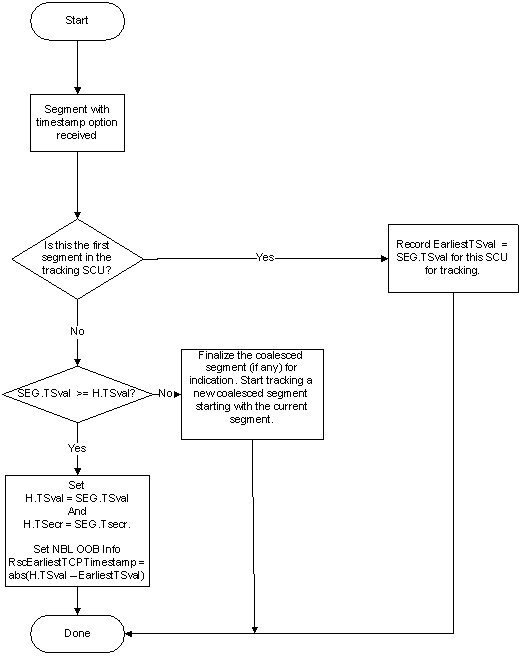 Start
Segment with
timestamp option
received
Is this the first
segment in the
tracking SCU?
Yes
Record EarliestTSval =
SEG.TSval for this SCU
for tracking.
No
SEG.TSval >= H.TSval?
No
Finalize the coalesced
segment (if any) for
indication. Start tracking a
new coalesced segment
starting with the current
segment.
Yes
Set
H.TSval = SEG.TSval
And
H.TSecr = SEG.Tsecr.
Set NBL OOB Info
RscEarliestTCPTimestamp =
abs(H.TSval – EarliestTSval)
Done